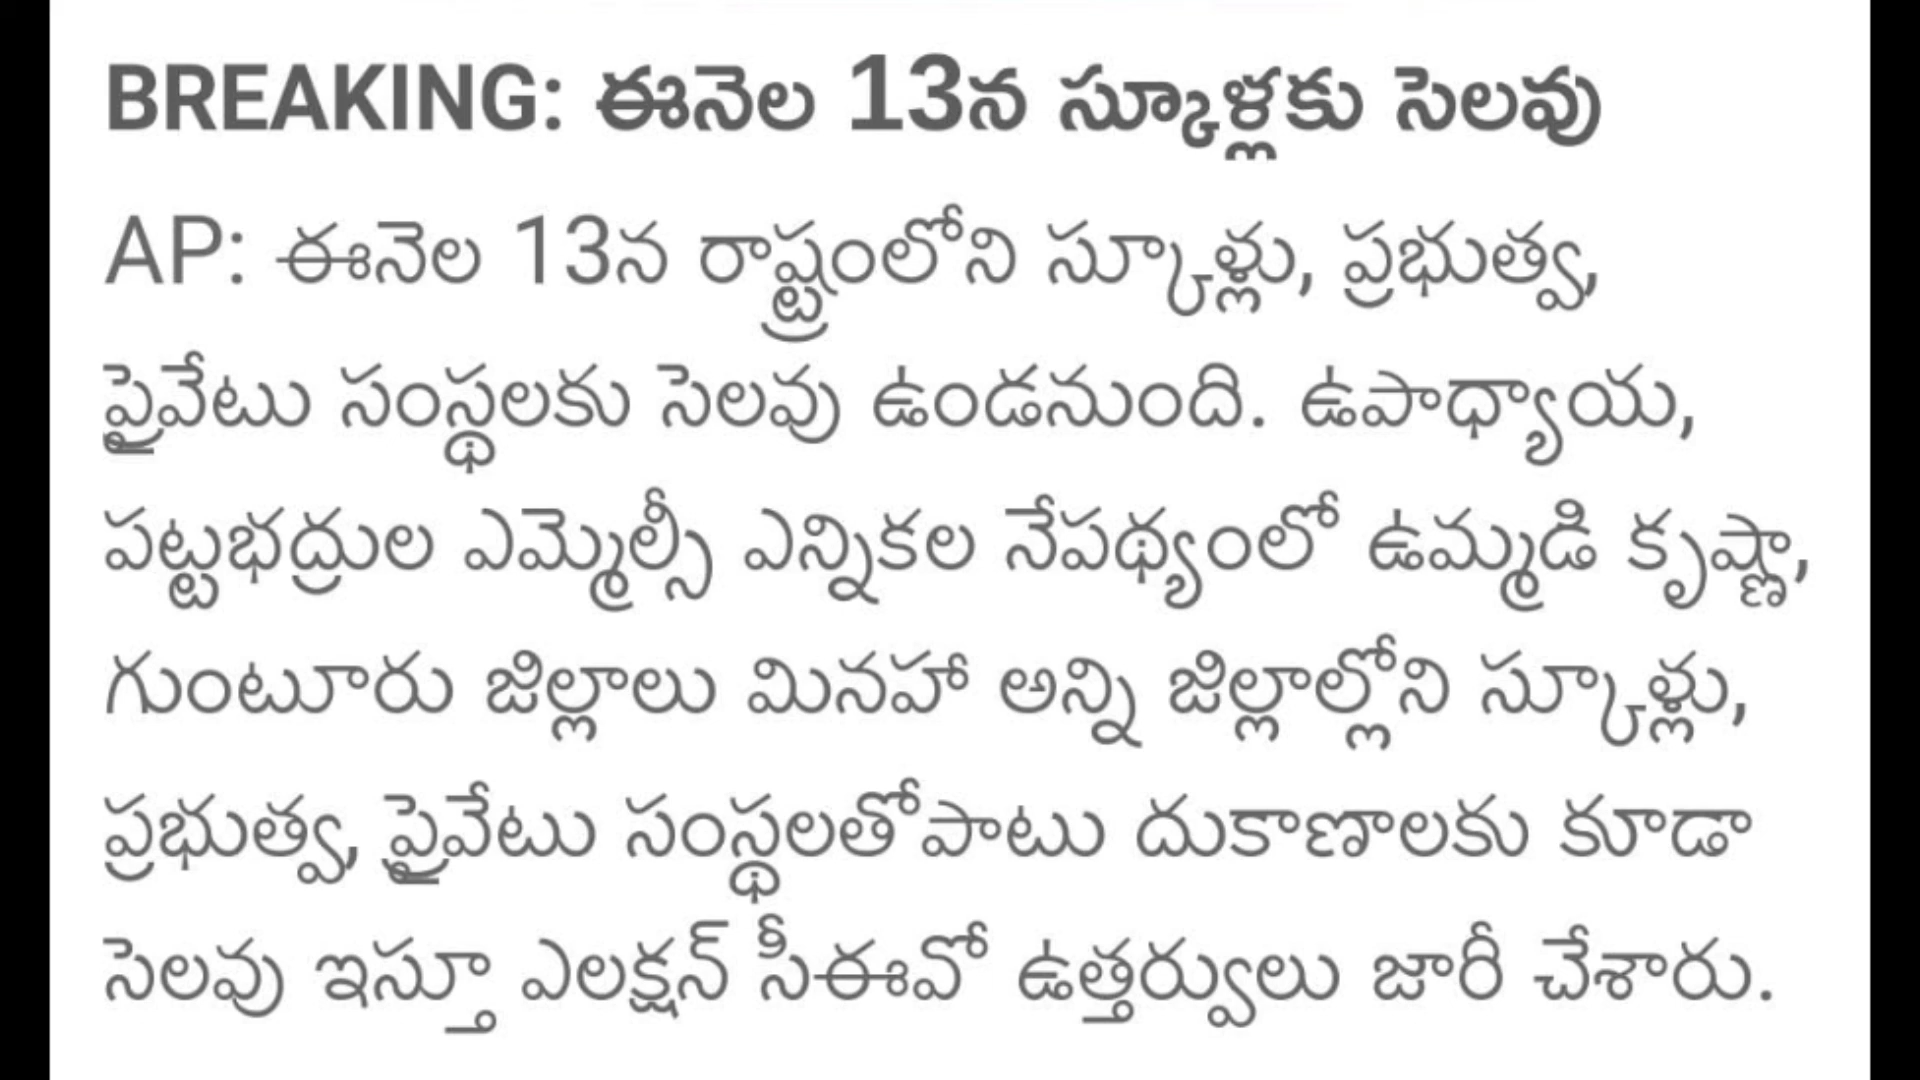 BREAKING: ఈనెల 13న స్కూళ్లకు సెలవు
AP: ఈనెల 13న రాష్ట్రంలోని స్కూళ్లు, ప్రభుత్వ,
ప్రైవేటు సంస్థలకు సెలవు ఉండనుంది. ఉపాధ్యాయ,
పట్టభద్రుల ఎమ్మెల్సీ ఎన్నికల నేపథ్యంలో ఉమ్మడి కృష్ణా,
గుంటూరు జిల్లాలు మినహా అన్ని జిల్లాల్లోని స్కూళ్లు,
ప్రభుత్వ, ప్రైవేటు సంస్థలతోపాటు దుకాణాలకు కూడా
సెలవు ఇస్తూ ఎలక్షన్ సీఈవో ఉత్తర్వులు జారీ చేశారు.